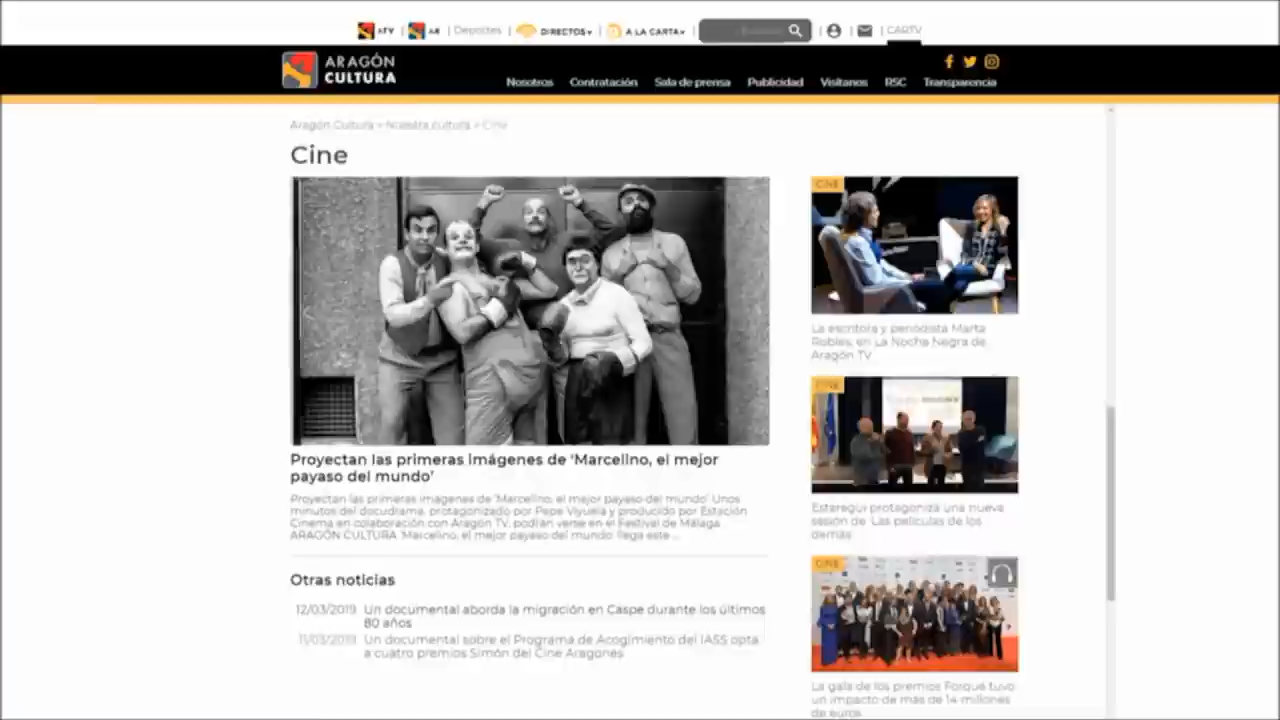 ATV
AR
Deportes
DIRECTOS
A LA CARTA
CARTV
ARAGÓN
CULTURA
Nosotros
Contratación
Sala de prensa
Publicidad
Visítanos
RSC
Transparencia
Aragón Cultura > Nuestra cultura > Cine
Cine
Proyectan las primeras imágenes de ‘Marcelino, el mejor
payaso del mundo’
Proyectan las primeras imágenes de ‘Marcelino, el mejor payaso del mundo’ Unos
minutos del docudrama, protagonizado por Pepe Viyuela y producido por Estación
Cinema en colaboración con Aragón TV, podrán verse en el Festival de Málaga
ARAGÓN CULTURA ‘Marcelino, el mejor payaso del mundo’ llega este ...
Otras noticias
12/03/2019 Un documental aborda la migración en Caspe durante los últimos
80 años
11/03/2019 Un documental sobre el Programa de Acogimiento del IASS opta
a cuatro premios Simón del Cine Aragonés
CINE
La escritora y periodista Marta
Robles, en La Noche Negra de
Aragón TV
CINE
Esteregui protagoniza una nueva
sesión de ‘Las películas de los
demás’
CINE
La gala de los premios Forqué tuvo
un impacto de más de 14 millones
de euros